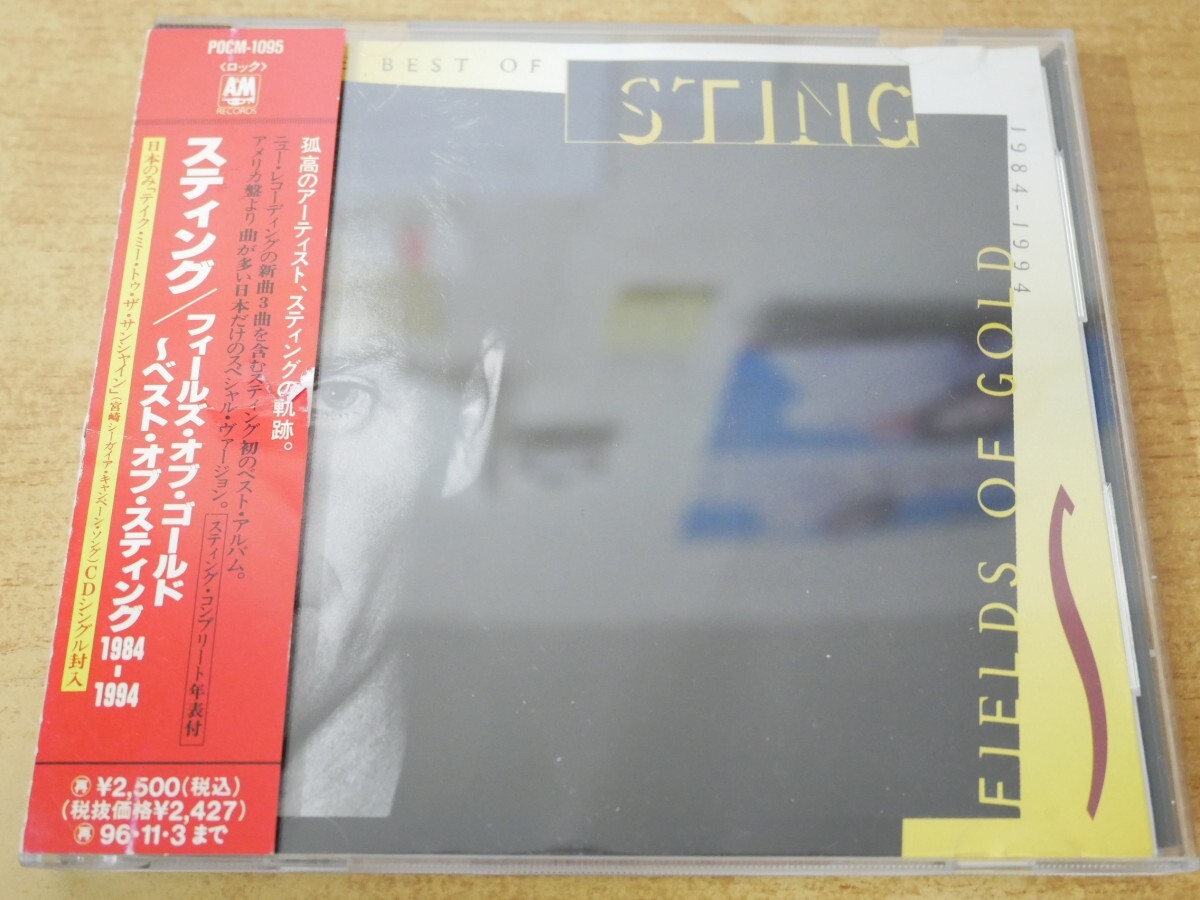 POCM-1095
〈ロック〉
A&M
RECORDS
孤高のアーティスト、スティングの軌跡。
ニュー・レコーディングの新曲3曲を含むスティング初のベスト・アルバム。
アメリカ盤より 曲が多い日本だけのスペシャル・ヴァージョン。
スティング・コンプリート年表付
スティング/フィールズ・オブ・ゴールド
〜ベスト・オブ・スティング 1984-1994
日本のみ「テイク・ミー・トゥ・ザ・サンシャイン」(宮崎シーガイア・キャンペーン・ソング)CDシングル封入
再 ¥2,500(税込)
(税抜価格¥2,427)
再 96・11・3まで
BEST OF
STING
1984-1994
FIELDS OF GOLD